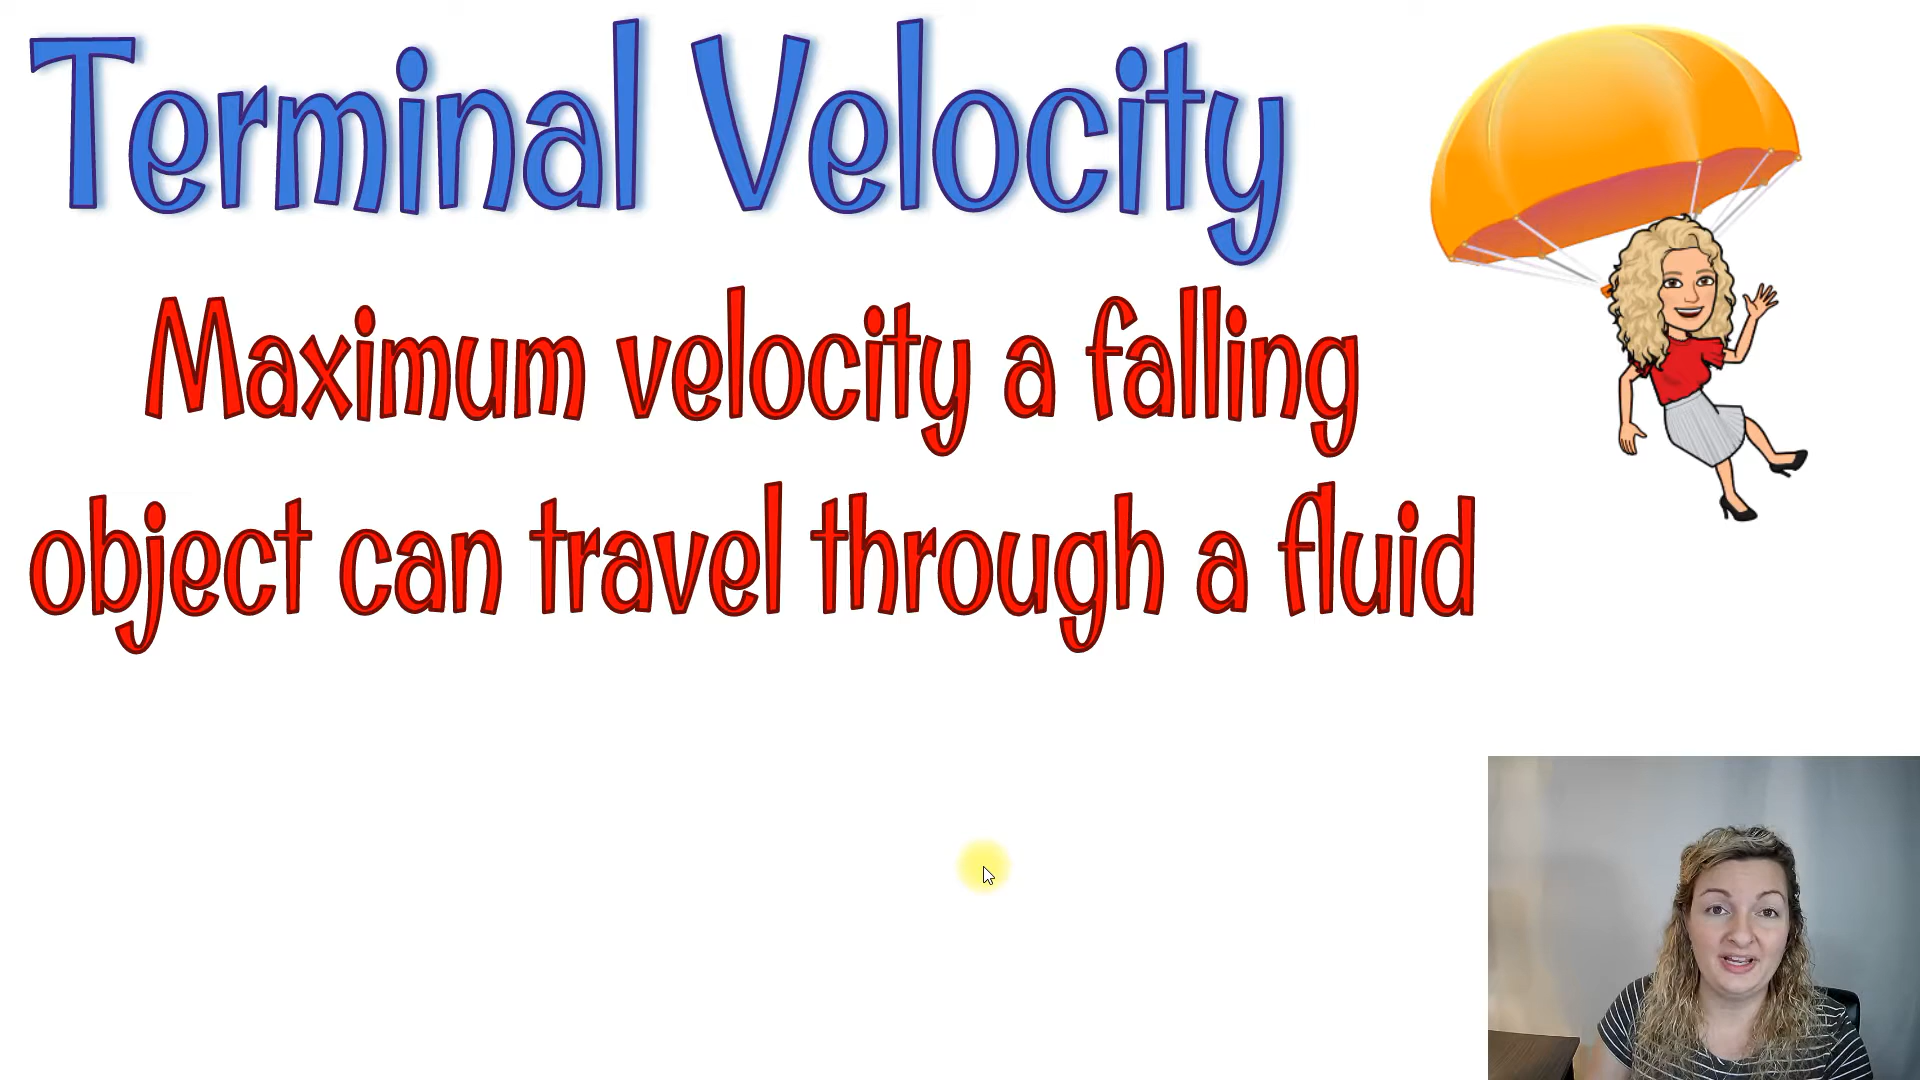 Terminal Velocity
Maximum velocity a falling
object can travel through a fluid